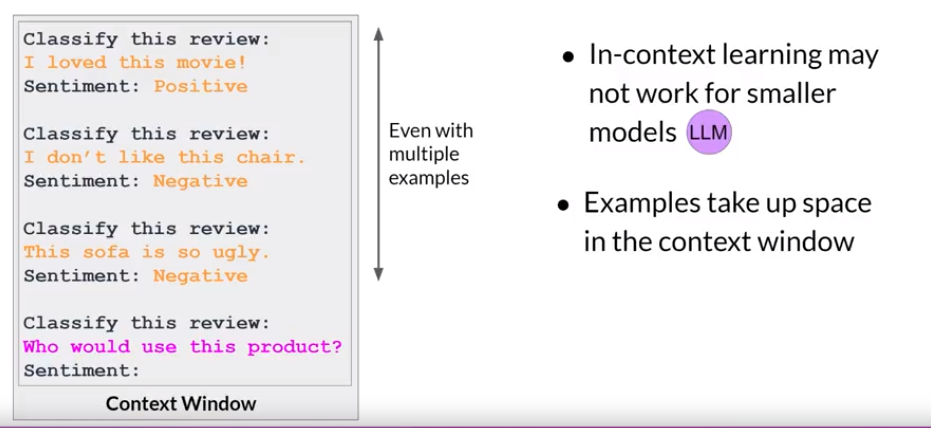 Classify this review:
I loved this movie!
Sentiment: Positive
Classify this review:
I don't like this chair.
Sentiment: Negative
Classify this review:
This sofa is so ugly.
Sentiment: Negative
Classify this review:
Who would use this product?
Sentiment:
Context Window
Even with
multiple
examples
• In-context learning may
not work for smaller
models LLM
• Examples take up space
in the context window